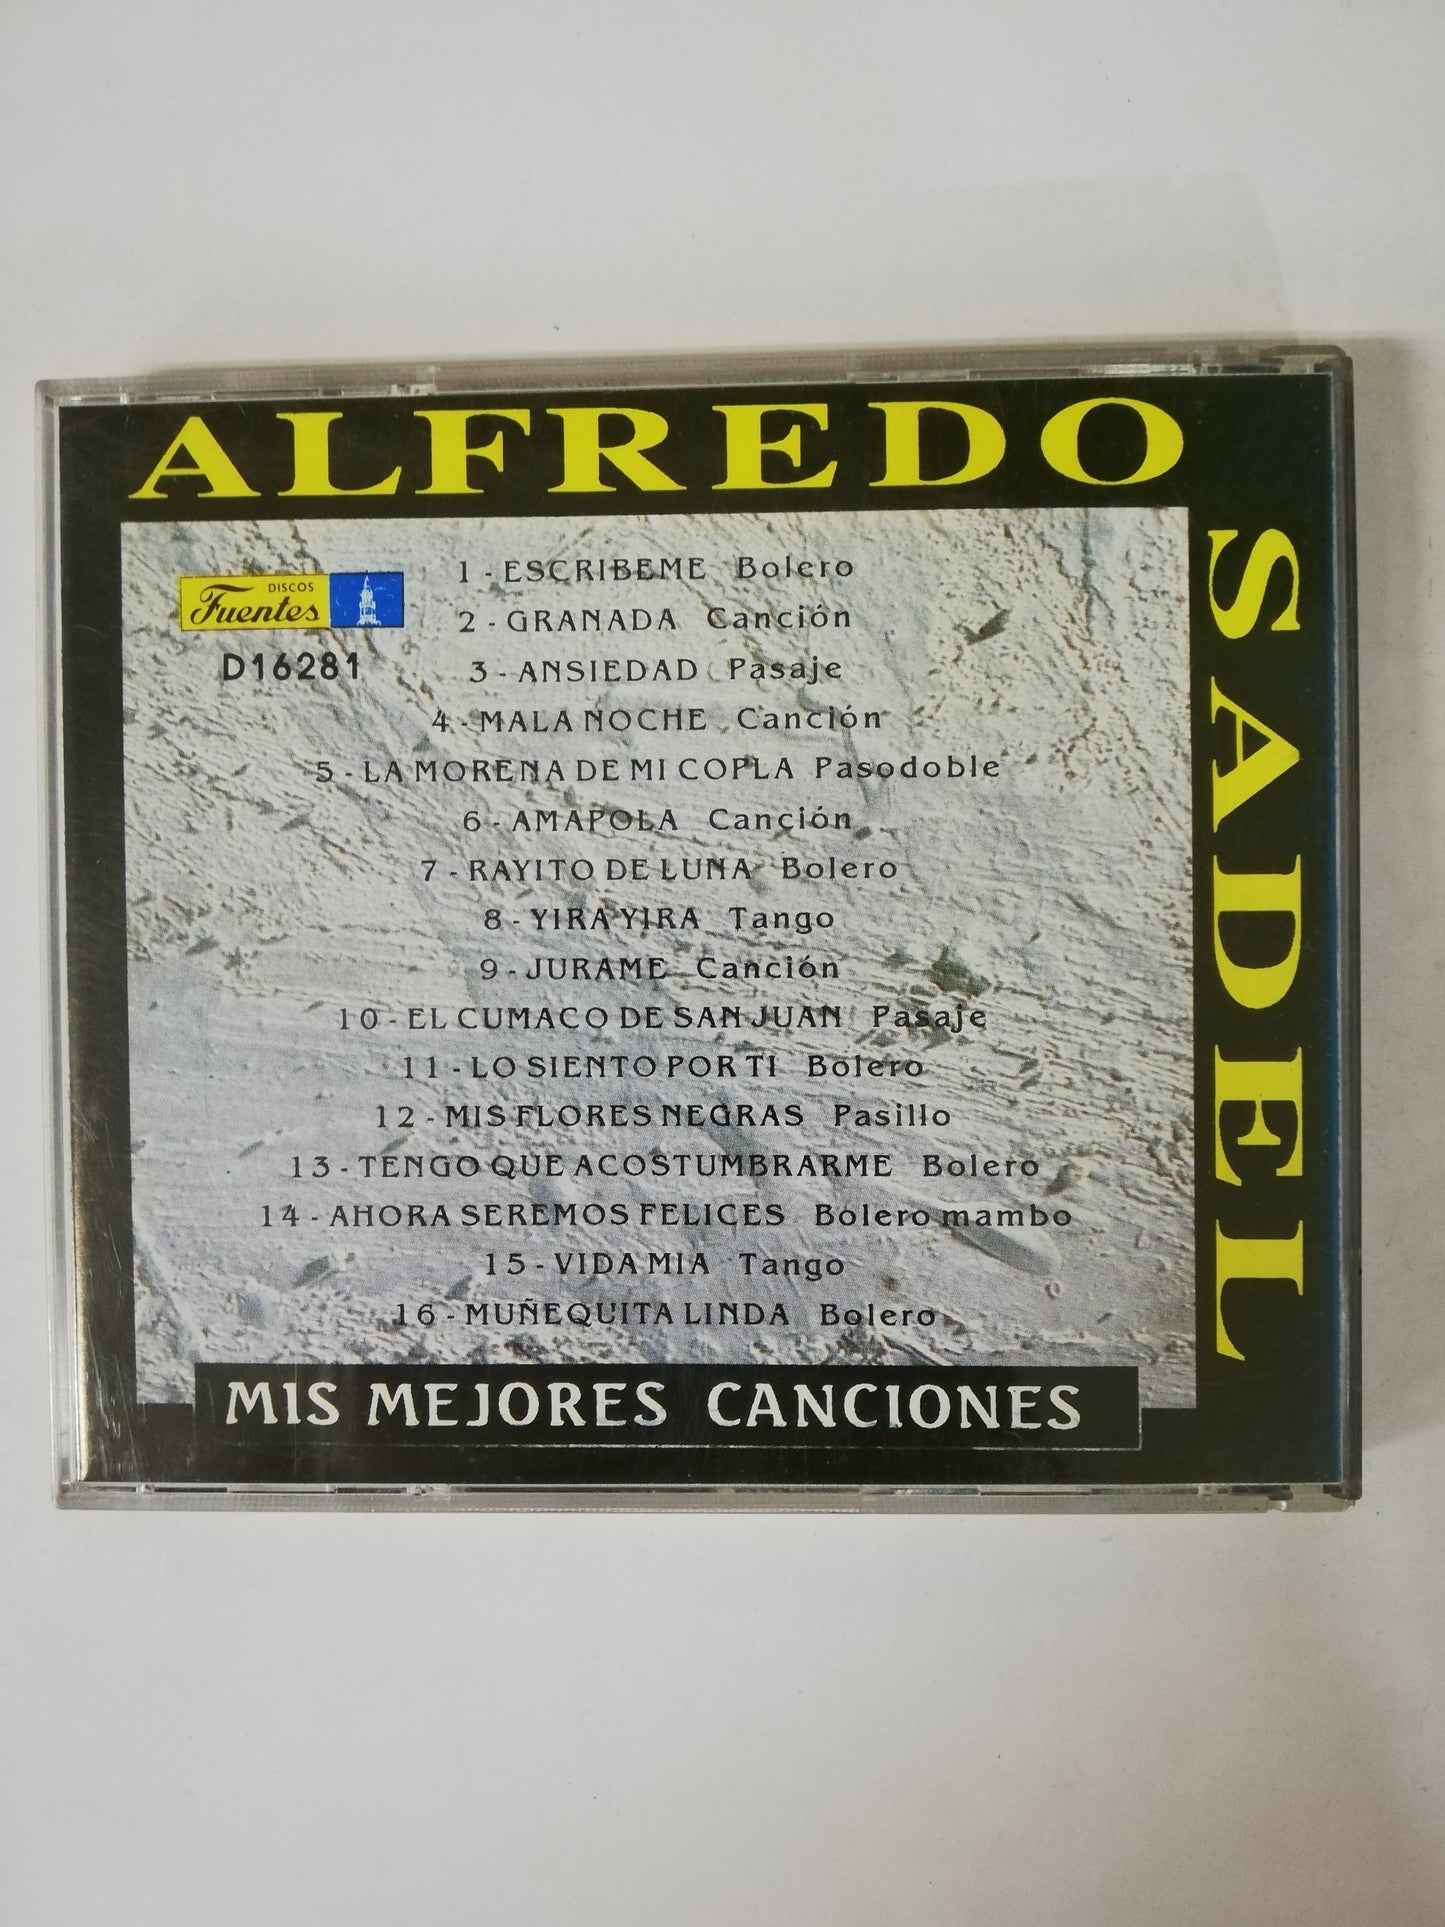 ALFREDO
SADEL
DISCOS
Fuentes
D16281
1 - ESCRIBEME Bolero
2 - GRANADA Canción
3 - ANSIEDAD Pasaje
4 - MALA NOCHE Canción
5 - LA MORENA DE MI COPLA Pasodoble
6 - AMAPOLA Canción
7 - RAYITO DE LUNA Bolero
8 - YIRA YIRA Tango
9 - JURAME Canción
10 - EL CUMACO DE SAN JUAN Pasaje
11 - LO SIENTO POR TI Bolero
12 - MIS FLORES NEGRAS Pasillo
13 - TENGO QUE ACOSTUMBRARME Bolero
14 - AHORA SEREMOS FELICES Bolero mambo
15 - VIDA MIA Tango
16 - MUÑEQUITA LINDA Bolero
MIS MEJORES CANCIONES